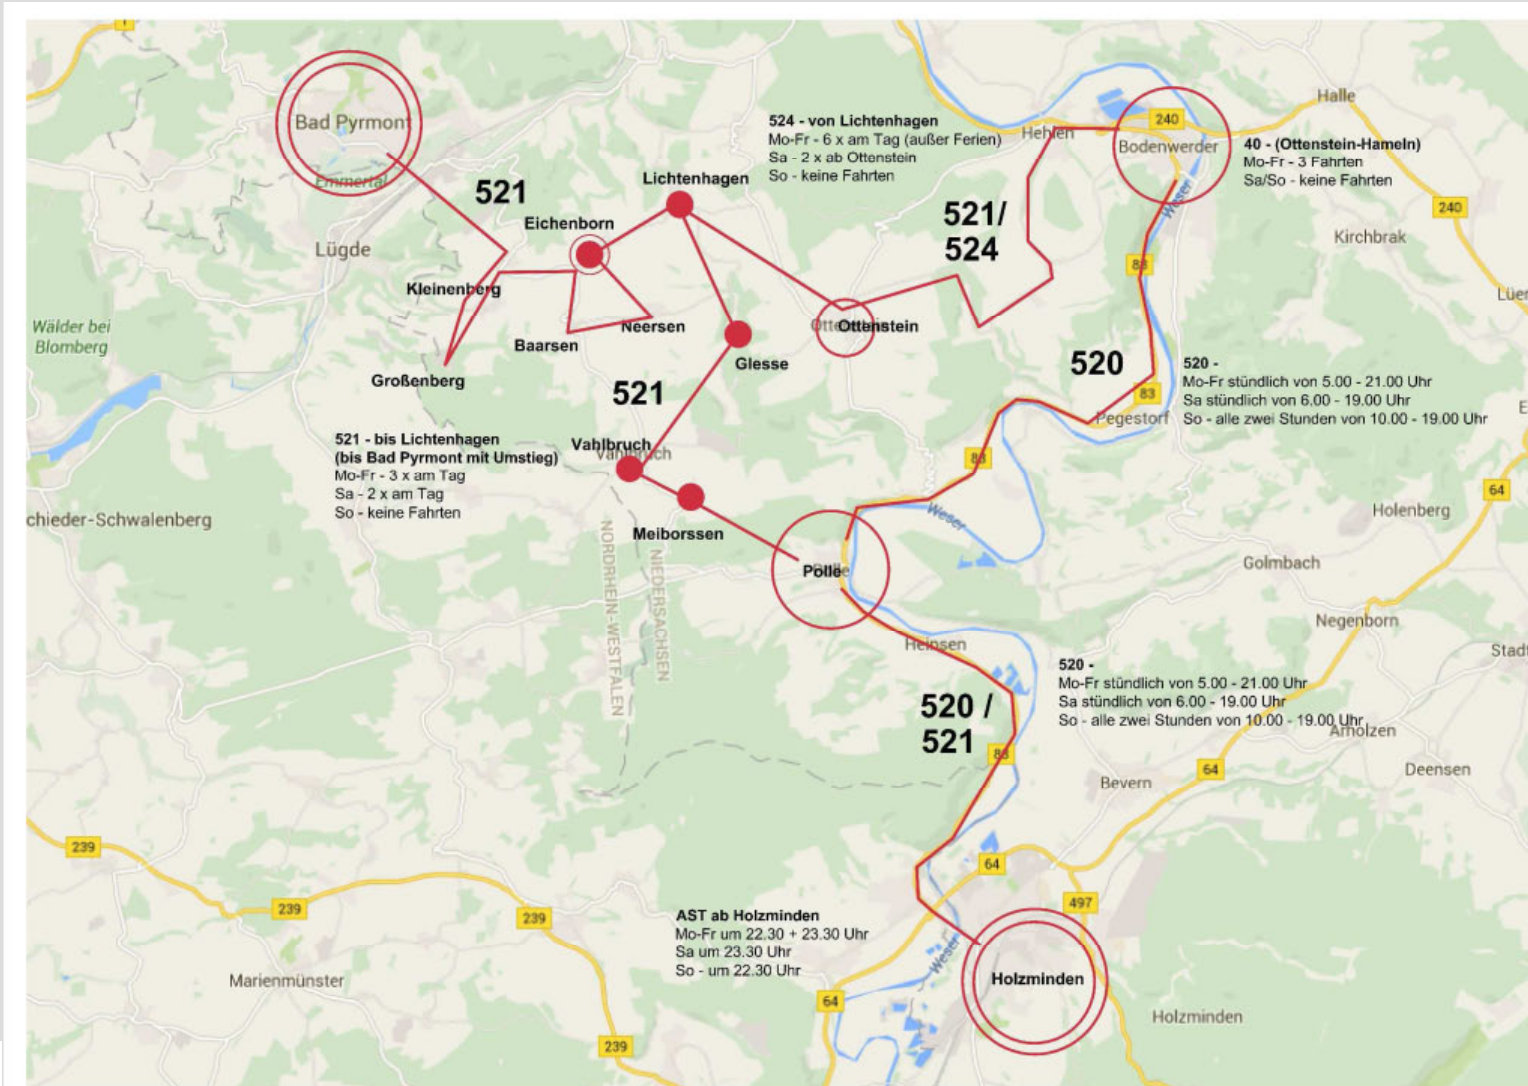 Bad Pyrmont
Emmertal
Lügde
521
Eichenborn
Lichtenhagen
524 - von Lichtenhagen
Mo-Fr - 6 x am Tag (außer Ferien)
Sa - 2 x ab Ottenstein
So - keine Fahrten
Hehlen
240
Bodenwerder
Halle
40 - (Ottenstein-Hameln)
Mo-Fr - 3 Fahrten
Sa/So - keine Fahrten
240
Kirchbrak
Weser
521/
524
83
Kleinenberg
Wälder bei
Blomberg
Neersen
Baarsen
Ottenstein
Glesse
Großenberg
521
520
83
Pegestorf
520 -
Mo-Fr stündlich von 5.00 - 21.00 Uhr
Sa stündlich von 6.00 - 19.00 Uhr
So - alle zwei Stunden von 10.00 - 19.00 Uhr
521 - bis Lichtenhagen
(bis Bad Pyrmont mit Umstieg)
Mo-Fr - 3 x am Tag
Sa - 2 x am Tag
So - keine Fahrten
Vahlbruch
Vahlbruch
83
64
chieder-Schwalenberg
Holenberg
Meiborssen
Weser
NORDRHEIN-WESTFALEN
NIEDERSACHSEN
Polle
Golmbach
Negenborn
Heinsen
Stadt
520 -
Mo-Fr stündlich von 5.00 - 21.00 Uhr
Sa stündlich von 6.00 - 19.00 Uhr
So - alle zwei Stunden von 10.00 - 19.00 Uhr
520 /
521
83
Arholzen
Bevern
64
Deensen
239
64
497
239
239
AST ab Holzminden
Mo-Fr um 22.30 + 23.30 Uhr
Sa um 23.30 Uhr
So - um 22.30 Uhr
Weser
Marienmünster
Holzminden
64
Holzminden
239